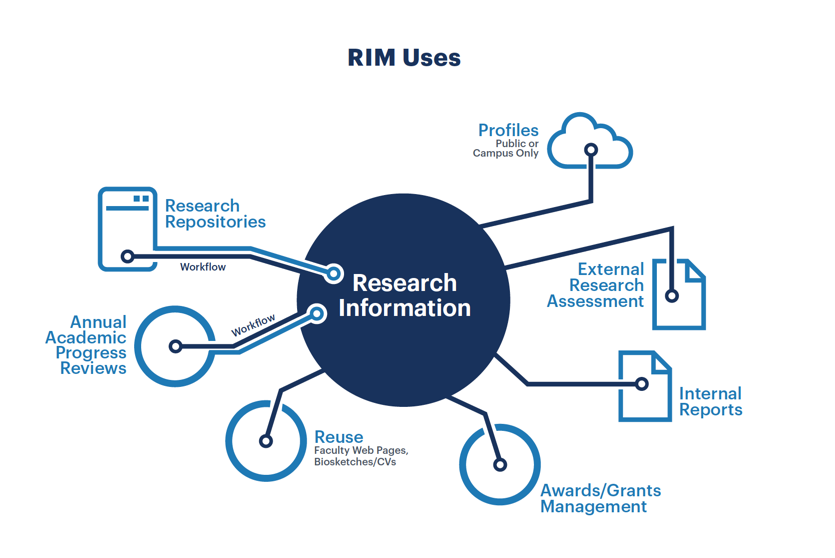 RIM Uses
Profiles
Public or
Campus Only
Research
Repositories
Workflow
Research
Information
External
Research
Assessment
Annual
Academic
Progress
Reviews
Workflow
Internal
Reports
Reuse
Faculty Web Pages,
Biosketches/CVs
Awards/Grants
Management